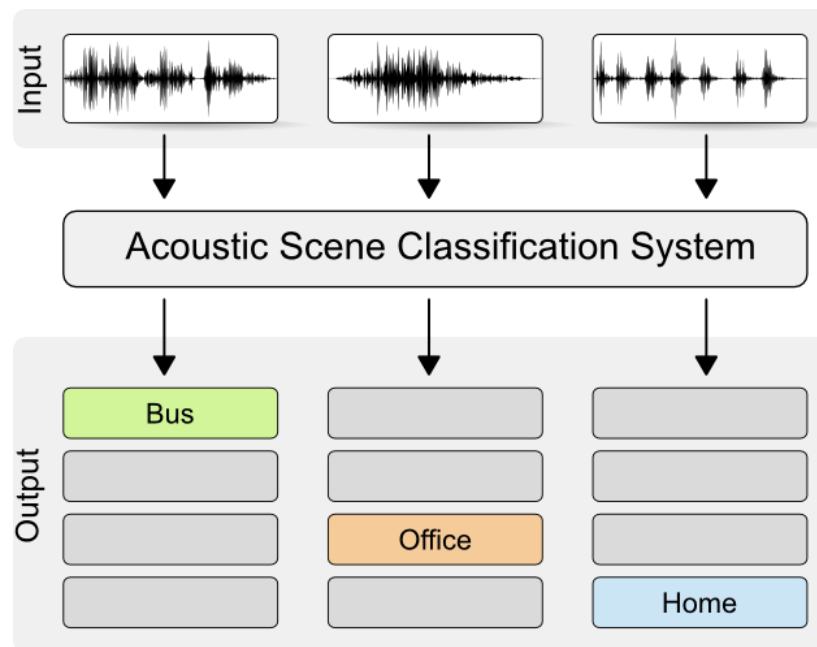 Input
Acoustic Scene Classification System
Output
Bus
Office
Home